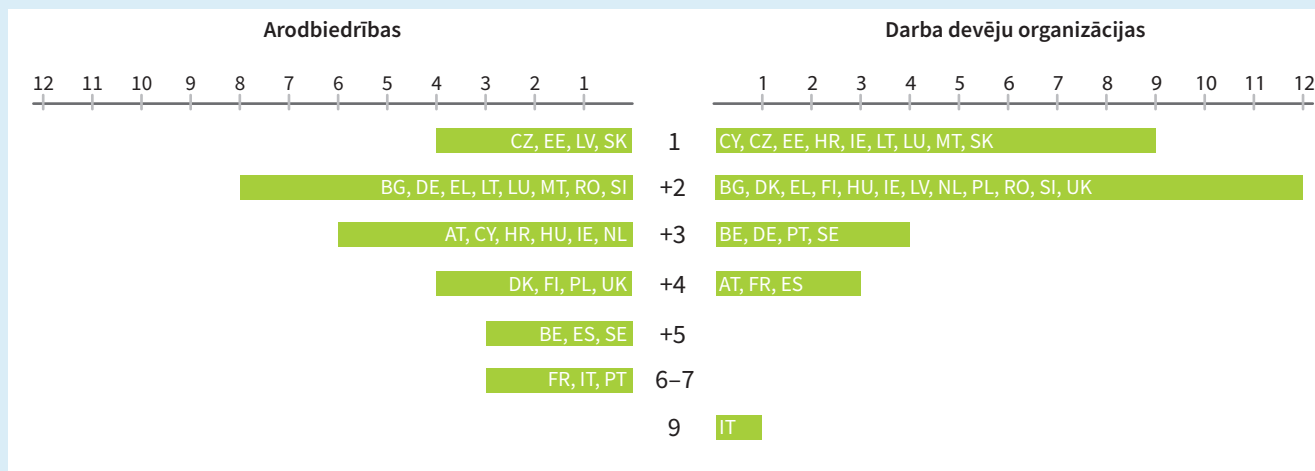 Arodbiedrības Darba devēju organizācijas
12 11 10 9 8 7 6 5 4 3 2 1 1 2 3 4 5 6 7 8 9 10 11 12
CZ, EE, LV, SK 1 CY, CZ, EE, HR, IE, LT, LU, MT, SK
BG, DE, EL, LT, LU, MT, RO, SI +2 BG, DK, EL, FI, HU, IE, LV, NL, PL, RO, SI, UK
AT, CY, HR, HU, IE, NL +3 BE, DE, PT, SE
DK, FI, PL, UK +4 AT, FR, ES
BE, ES, SE +5
FR, IT, PT 6–7
9 IT